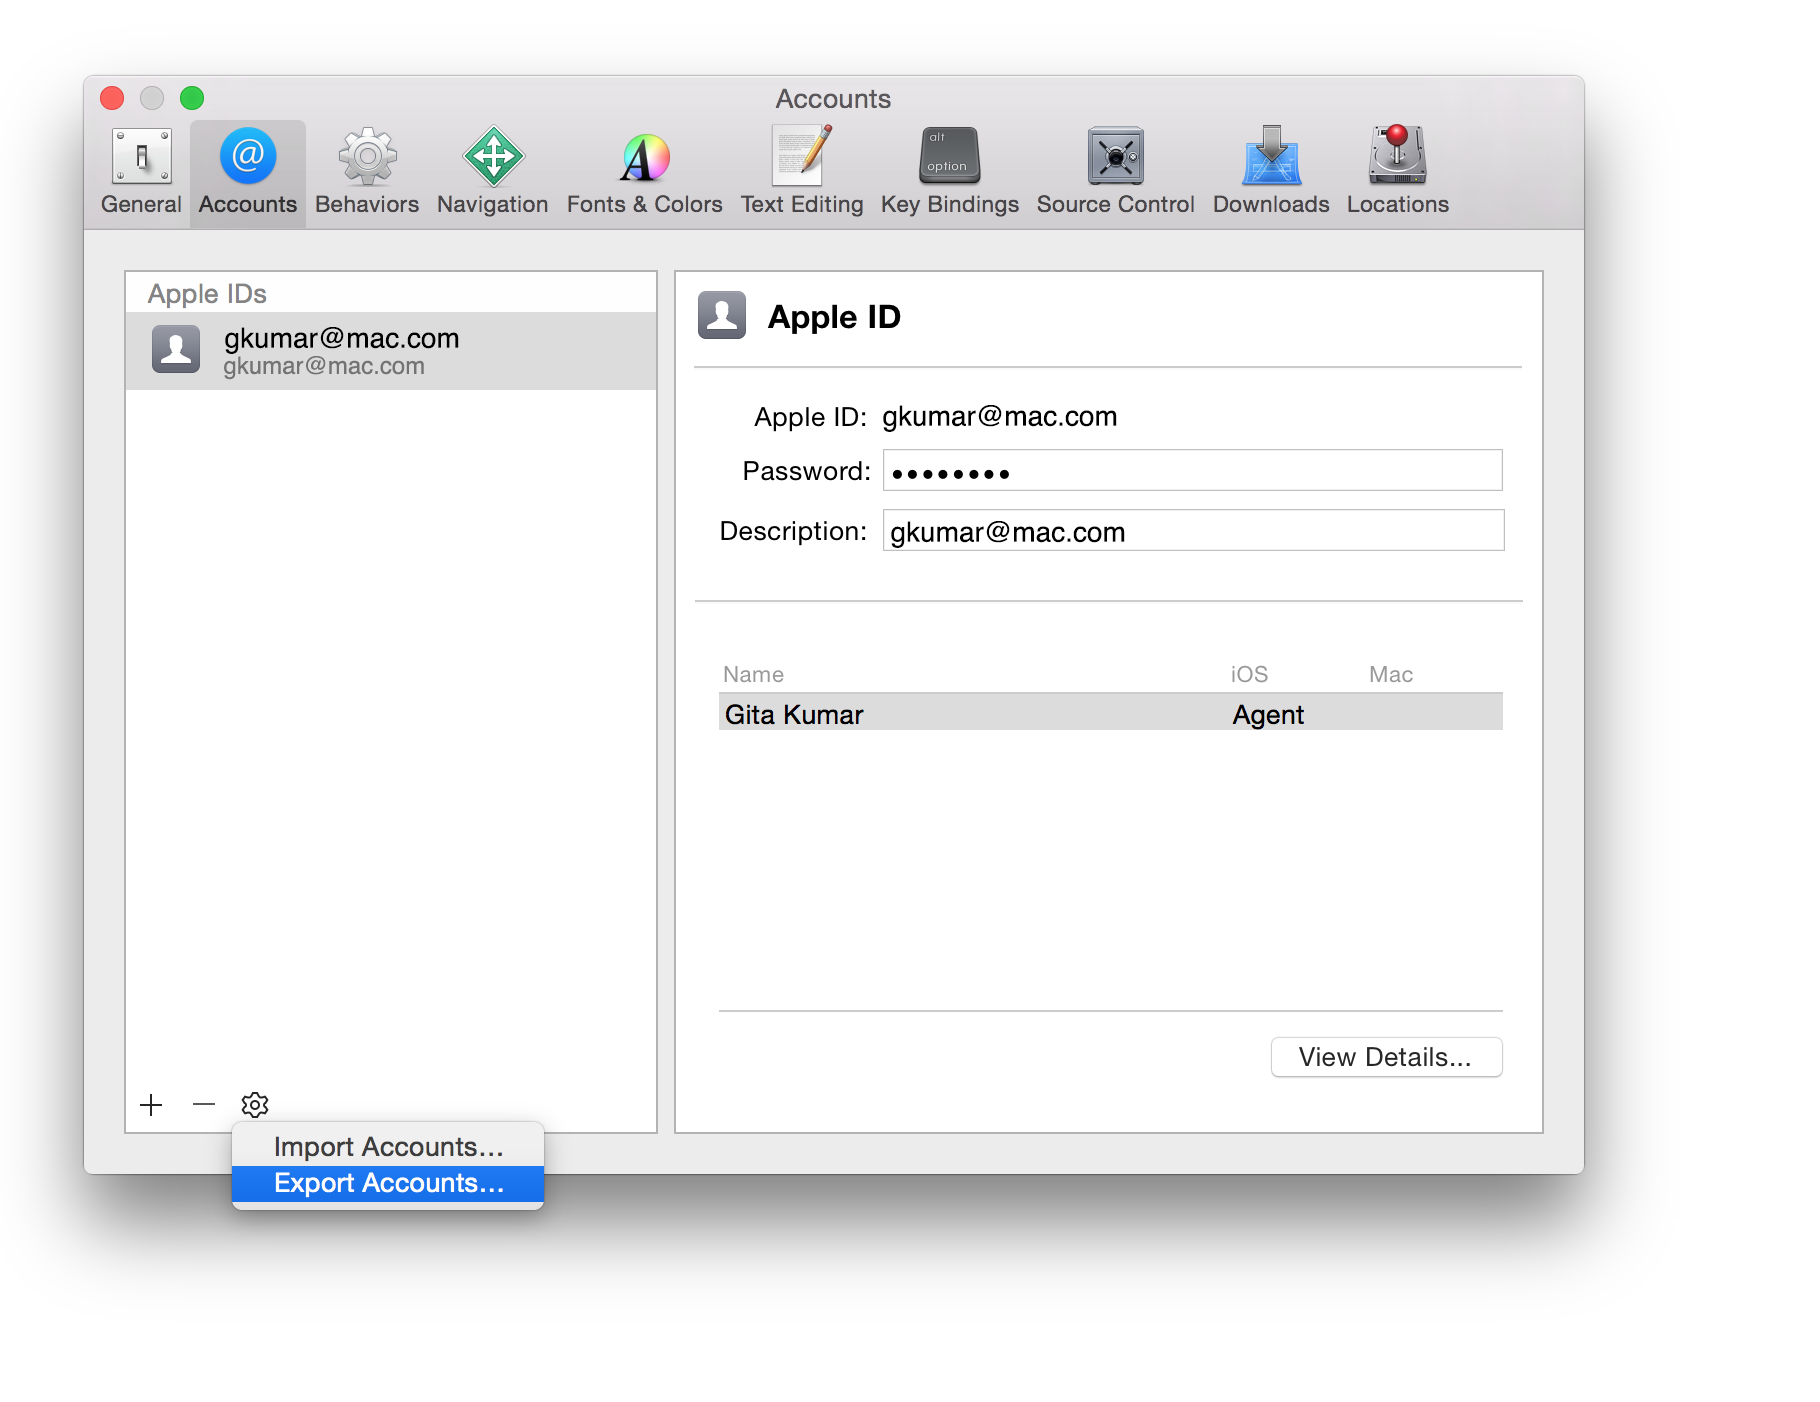 Accounts
General Accounts Behaviors Navigation Fonts & Colors Text Editing Key Bindings Source Control Downloads Locations
alt
option
Apple IDs
gkumar@mac.com
gkumar@mac.com
Apple ID
Apple ID: gkumar@mac.com
Password: ••••••••
Description: gkumar@mac.com
Name iOS Mac
Gita Kumar Agent
View Details...
Import Accounts...
Export Accounts...